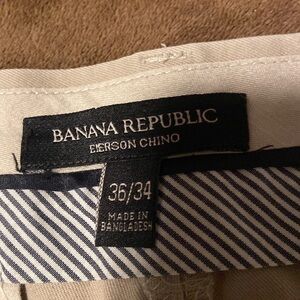 BANANA REPUBLIC
EMERSON CHINO
36/34
MADE IN
BANGLADESH